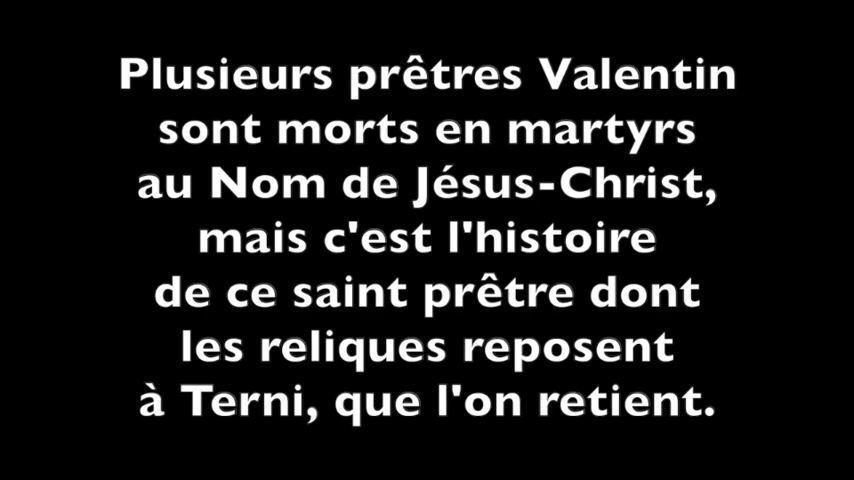 Plusieurs prêtres Valentin
sont morts en martyrs
au Nom de Jésus-Christ,
mais c'est l'histoire
de ce saint prêtre dont
les reliques reposent
à Terni, que l'on retient.